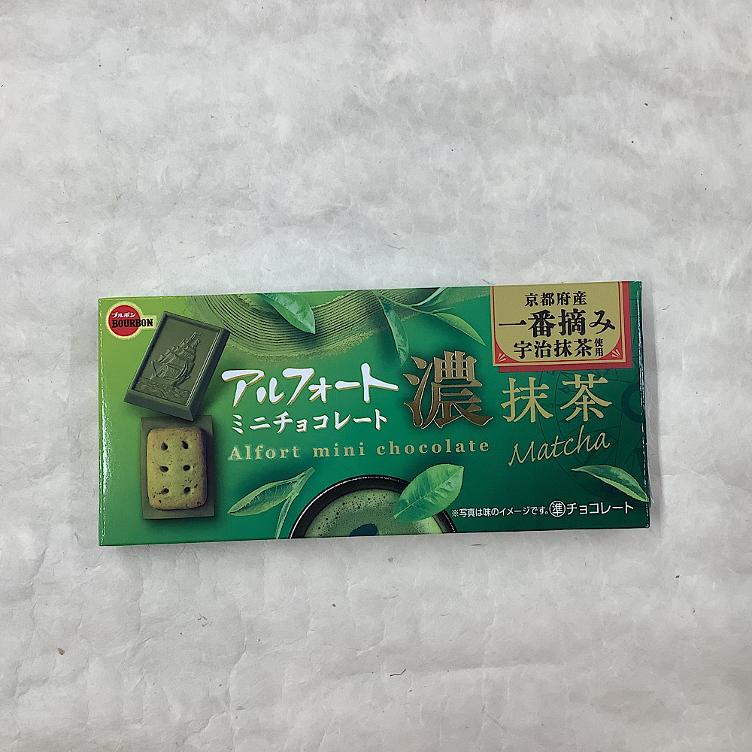 ブルボン
BOURBON
京都府産
一番摘み
宇治抹茶使用
アルフォート
ミニチョコレート
濃抹茶
Alfort mini chocolate
Matcha
※写真は味のイメージです。準チョコレート